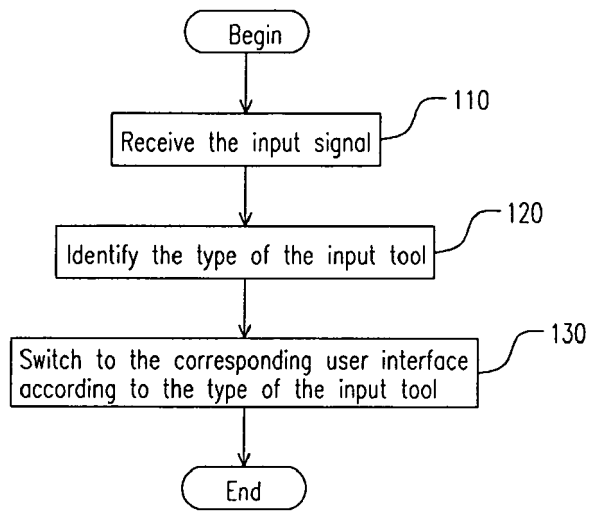 Begin
110
Receive the input signal
120
Identify the type of the input tool
130
Switch to the corresponding user interface
according to the type of the input tool
End